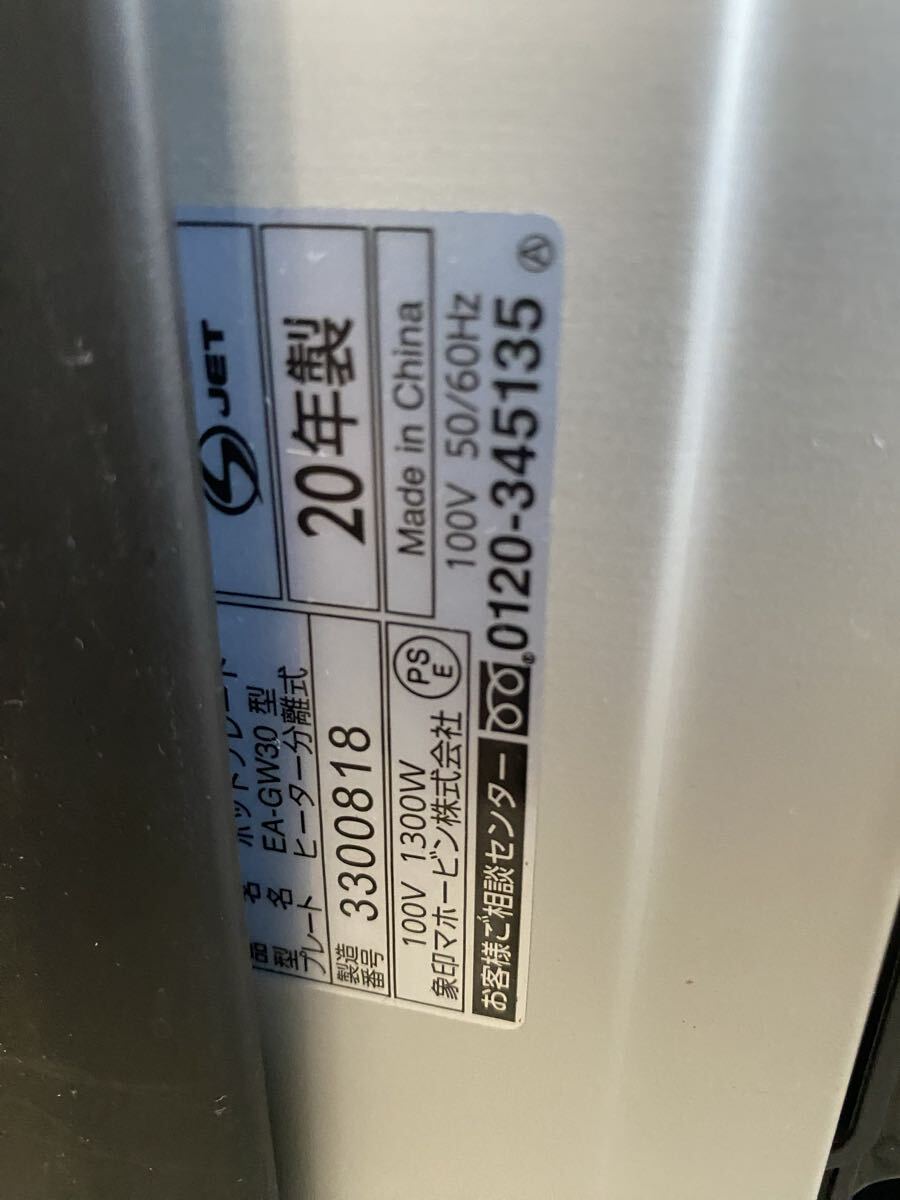 品名 ホットプレート
型名 EA-GW30 型
プレート ヒーター分離式
製造番号 3300818
100V 1300W
象印マホービン株式会社
PSE
S JET
20年製
Made in China
100V 50/60Hz
お客様ご相談センター 0120-345135
A